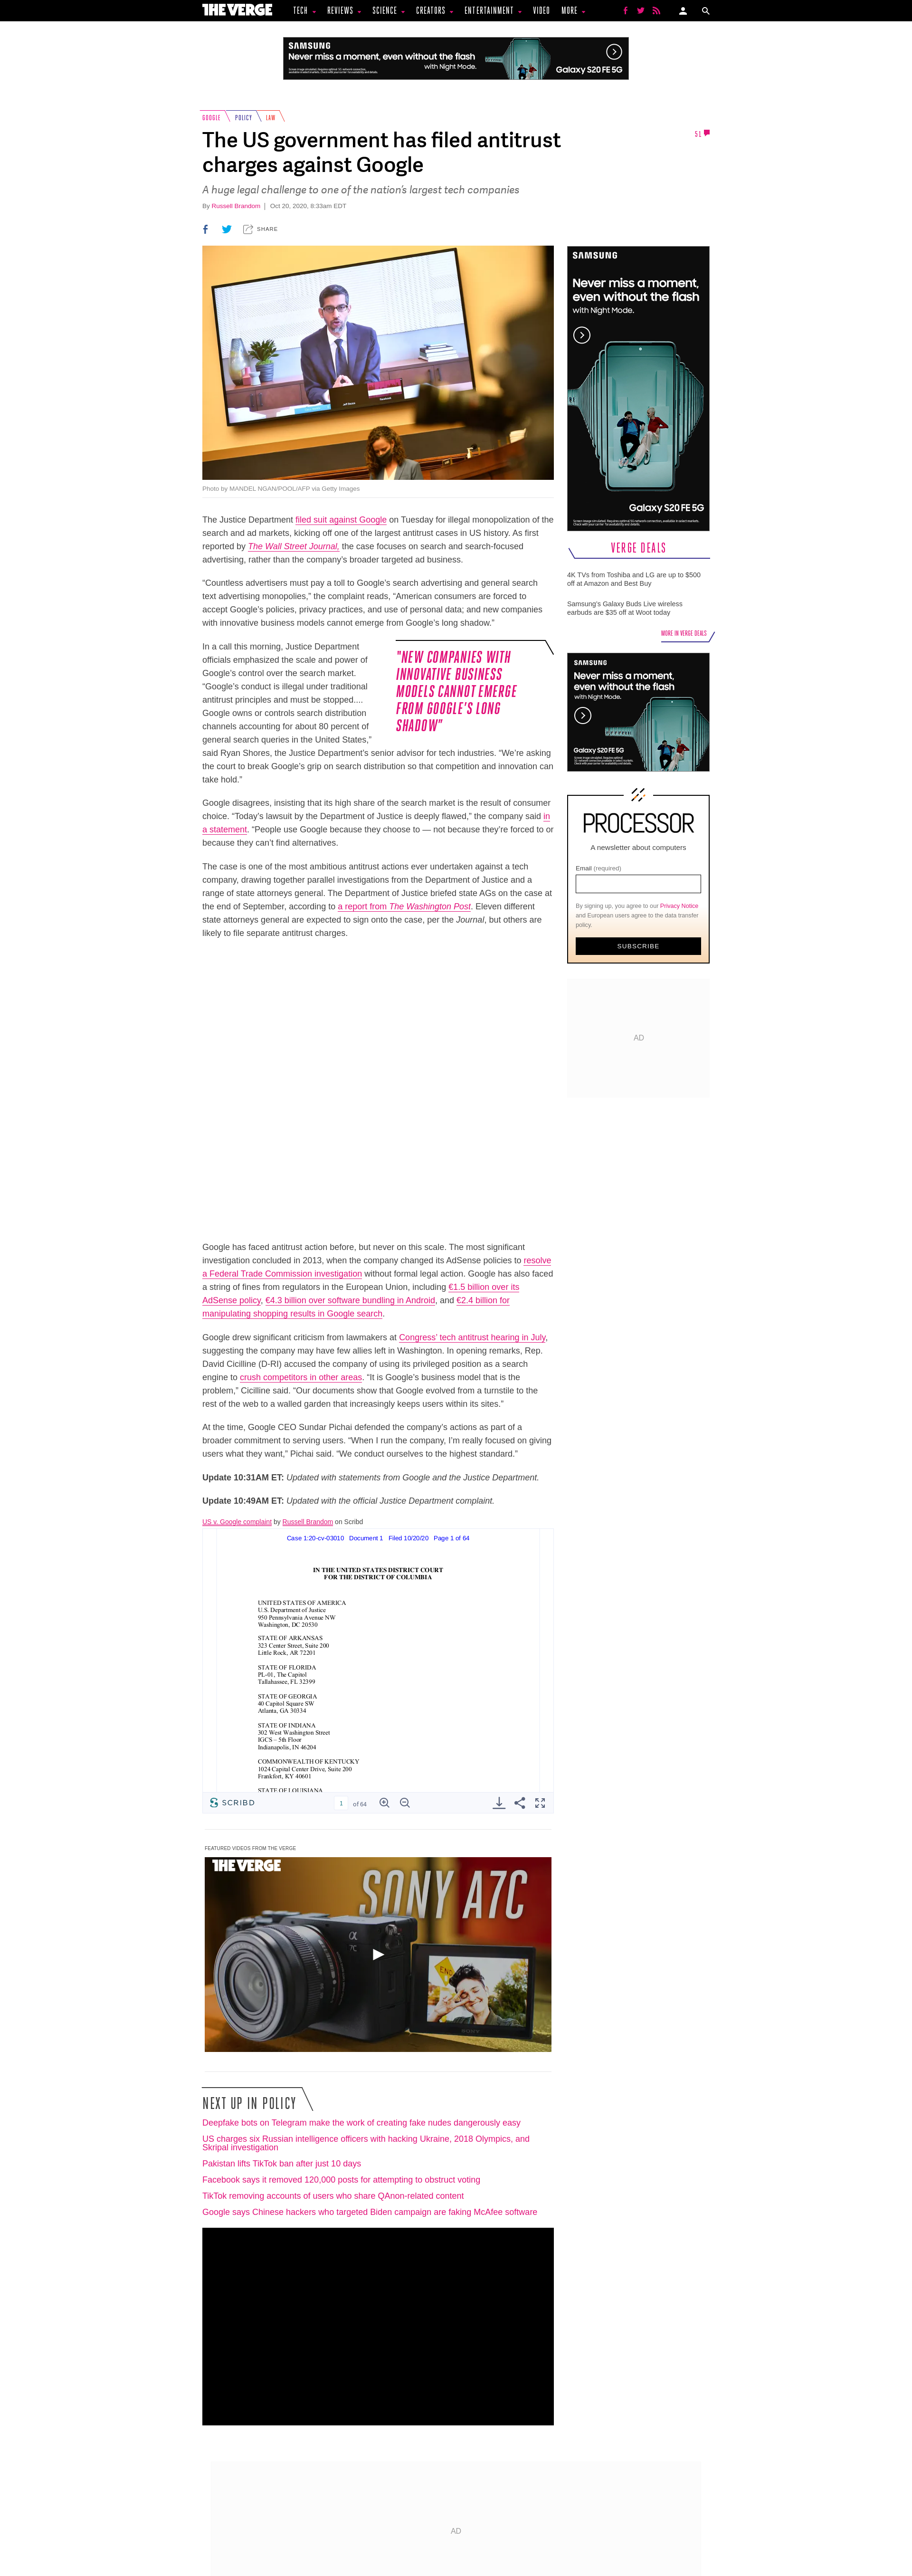 THE VERGE
TECH
REVIEWS
SCIENCE
CREATORS
ENTERTAINMENT
VIDEO
MORE
SAMSUNG
Never miss a moment, even without the flash
with Night Mode.
Galaxy S20 FE 5G
GOOGLE
POLICY
LAW
The US government has filed antitrust
charges against Google
51
A huge legal challenge to one of the nation's largest tech companies
By Russell Brandom | Oct 20, 2020, 8:33am EDT
SHARE
Photo by MANDEL NGAN/POOL/AFP via Getty Images
The Justice Department filed suit against Google on Tuesday for illegal monopolization of the
search and ad markets, kicking off one of the largest antitrust cases in US history. As first
reported by The Wall Street Journal, the case focuses on search and search-focused
advertising, rather than the company's broader targeted ad business.
“Countless advertisers must pay a toll to Google's search advertising and general search
text advertising monopolies,” the complaint reads, “American consumers are forced to
accept Google's policies, privacy practices, and use of personal data; and new companies
with innovative business models cannot emerge from Google's long shadow.”
In a call this morning, Justice Department
officials emphasized the scale and power of
Google's control over the search market.
“Google's conduct is illegal under traditional
antitrust principles and must be stopped....
Google owns or controls search distribution
channels accounting for about 80 percent of
general search queries in the United States,”
"NEW COMPANIES WITH
INNOVATIVE BUSINESS
MODELS CANNOT EMERGE
FROM GOOGLE'S LONG
SHADOW"
said Ryan Shores, the Justice Department's senior advisor for tech industries. “We're asking
the court to break Google's grip on search distribution so that competition and innovation can
take hold.”
Google disagrees, insisting that its high share of the search market is the result of consumer
choice. “Today's lawsuit by the Department of Justice is deeply flawed,” the company said in
a statement. “People use Google because they choose to — not because they're forced to or
because they can't find alternatives.
The case is one of the most ambitious antitrust actions ever undertaken against a tech
company, drawing together parallel investigations from the Department of Justice and a
range of state attorneys general. The Department of Justice briefed state AGs on the case at
the end of September, according to a report from The Washington Post. Eleven different
state attorneys general are expected to sign onto the case, per the Journal, but others are
likely to file separate antitrust charges.
Google has faced antitrust action before, but never on this scale. The most significant
investigation concluded in 2013, when the company changed its AdSense policies to resolve
a Federal Trade Commission investigation without formal legal action. Google has also faced
a string of fines from regulators in the European Union, including €1.5 billion over its
AdSense policy, €4.3 billion over software bundling in Android, and €2.4 billion for
manipulating shopping results in Google search.
Google drew significant criticism from lawmakers at Congress' tech antitrust hearing in July,
suggesting the company may have few allies left in Washington. In opening remarks, Rep.
David Cicilline (D-RI) accused the company of using its privileged position as a search
engine to crush competitors in other areas. “It is Google's business model that is the
problem,” Cicilline said. “Our documents show that Google evolved from a turnstile to the
rest of the web to a walled garden that increasingly keeps users within its sites.”
At the time, Google CEO Sundar Pichai defended the company's actions as part of a
broader commitment to serving users. “When I run the company, I'm really focused on giving
users what they want,” Pichai said. “We conduct ourselves to the highest standard.”
Update 10:31AM ET: Updated with statements from Google and the Justice Department.
Update 10:49AM ET: Updated with the official Justice Department complaint.
US v. Google complaint by Russell Brandom on Scribd
Case 1:20-cv-03010 Document 1 Filed 10/20/20 Page 1 of 64
IN THE UNITED STATES DISTRICT COURT
FOR THE DISTRICT OF COLUMBIA
UNITED STATES OF AMERICA
U.S. Department of Justice
950 Pennsylvania Avenue NW
Washington, DC 20530
STATE OF ARKANSAS
323 Center Street, Suite 200
Little Rock, AR 72201
STATE OF FLORIDA
PL-01, The Capitol
Tallahassee, FL 32399
STATE OF GEORGIA
40 Capitol Square SW
Atlanta, GA 30334
STATE OF INDIANA
302 West Washington Street
IGCS – 5th Floor
Indianapolis, IN 46204
COMMONWEALTH OF KENTUCKY
1024 Capital Center Drive, Suite 200
Frankfort, KY 40601
STATE OF LOUISIANA
SCRIBD
1 of 64
FEATURED VIDEOS FROM THE VERGE
THE VERGE
SONY A7C
SONY
NEXT UP IN POLICY
Deepfake bots on Telegram make the work of creating fake nudes dangerously easy
US charges six Russian intelligence officers with hacking Ukraine, 2018 Olympics, and
Skripal investigation
Pakistan lifts TikTok ban after just 10 days
Facebook says it removed 120,000 posts for attempting to obstruct voting
TikTok removing accounts of users who share QAnon-related content
Google says Chinese hackers who targeted Biden campaign are faking McAfee software
SAMSUNG
Never miss a moment,
even without the flash
with Night Mode.
Galaxy S20 FE 5G
VERGE DEALS
4K TVs from Toshiba and LG are up to $500
off at Amazon and Best Buy
Samsung's Galaxy Buds Live wireless
earbuds are $35 off at Woot today
MORE IN VERGE DEALS
SAMSUNG
Never miss a moment,
even without the flash
with Night Mode.
Galaxy S20 FE 5G
PROCESSOR
A newsletter about computers
Email (required)
By signing up, you agree to our Privacy Notice
and European users agree to the data transfer
policy.
SUBSCRIBE
AD
AD